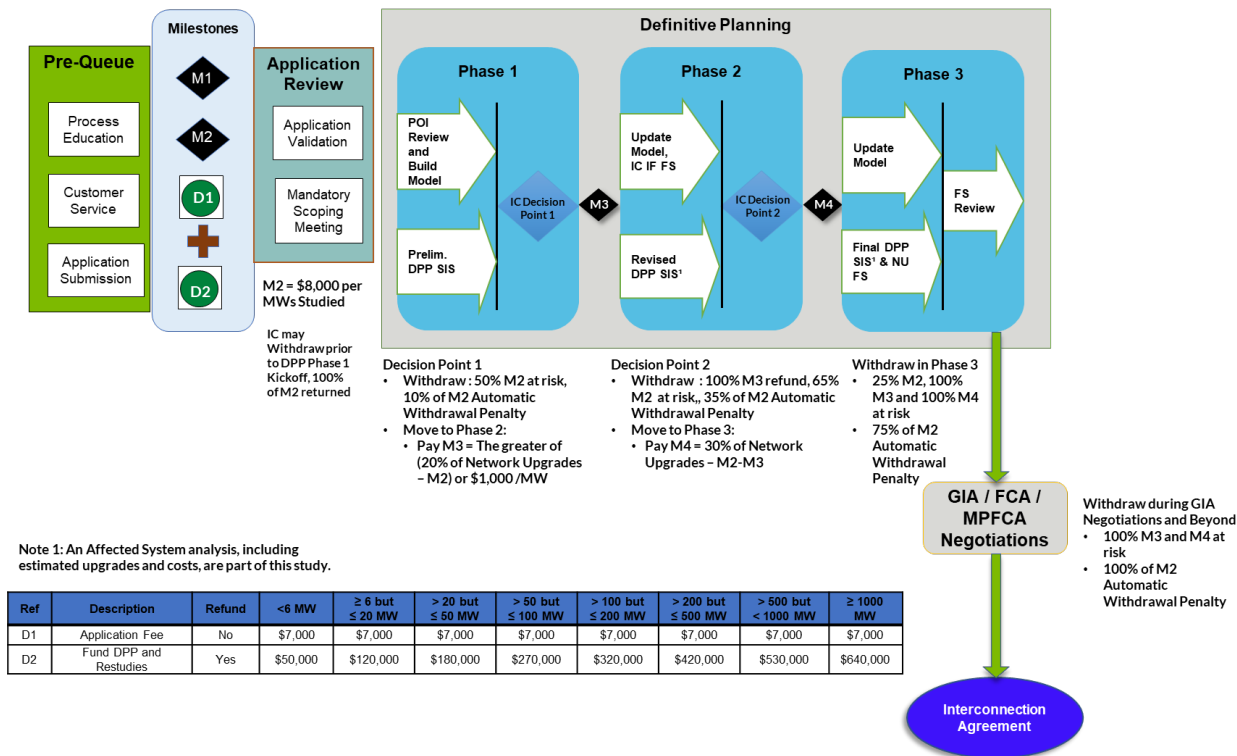 Milestones
Definitive Planning
Pre-Queue
Process
Education
Customer
Service
Application
Submission
M1
M2
D1
D2
Application
Review
Application
Validation
Mandatory
Scoping
Meeting
M2 = $8,000 per
MWs Studied
IC may
Withdraw prior
to DPP Phase 1
Kickoff, 100%
of M2 returned
Phase 1
POI
Review
and
Build
Model
Prelim.
DPP SIS
IC Decision
Point 1
M3
Phase 2
Update
Model,
IC IF FS
Revised
DPP SIS¹
IC Decision
Point 2
M4
Phase 3
Update
Model
Final DPP
SIS¹ & NU
FS
FS
Review
Decision Point 1
• Withdraw : 50% M2 at risk,
10% of M2 Automatic
Withdrawal Penalty
• Move to Phase 2:
• Pay M3 = The greater of
(20% of Network Upgrades
– M2) or $1,000 /MW
Decision Point 2
• Withdraw : 100% M3 refund, 65%
M2 at risk,, 35% of M2 Automatic
Withdrawal Penalty
• Move to Phase 3:
• Pay M4 = 30% of Network
Upgrades – M2-M3
Withdraw in Phase 3
• 25% M2, 100%
M3 and 100% M4
at risk
• 75% of M2
Automatic
Withdrawal
Penalty
GIA / FCA /
MPFCA
Negotiations
Withdraw during GIA
Negotiations and Beyond
• 100% M3 and M4 at
risk
• 100% of M2
Automatic
Withdrawal Penalty
Note 1: An Affected System analysis, including
estimated upgrades and costs, are part of this study.
Ref Description Refund <6 MW ≥ 6 but ≤ 20 MW > 20 but ≤ 50 MW > 50 but ≤ 100 MW > 100 but ≤ 200 MW > 200 but ≤ 500 MW > 500 but < 1000 MW ≥ 1000 MW
D1 Application Fee No $7,000 $7,000 $7,000 $7,000 $7,000 $7,000 $7,000 $7,000
D2 Fund DPP and Restudies Yes $50,000 $120,000 $180,000 $270,000 $320,000 $420,000 $530,000 $640,000
Interconnection
Agreement